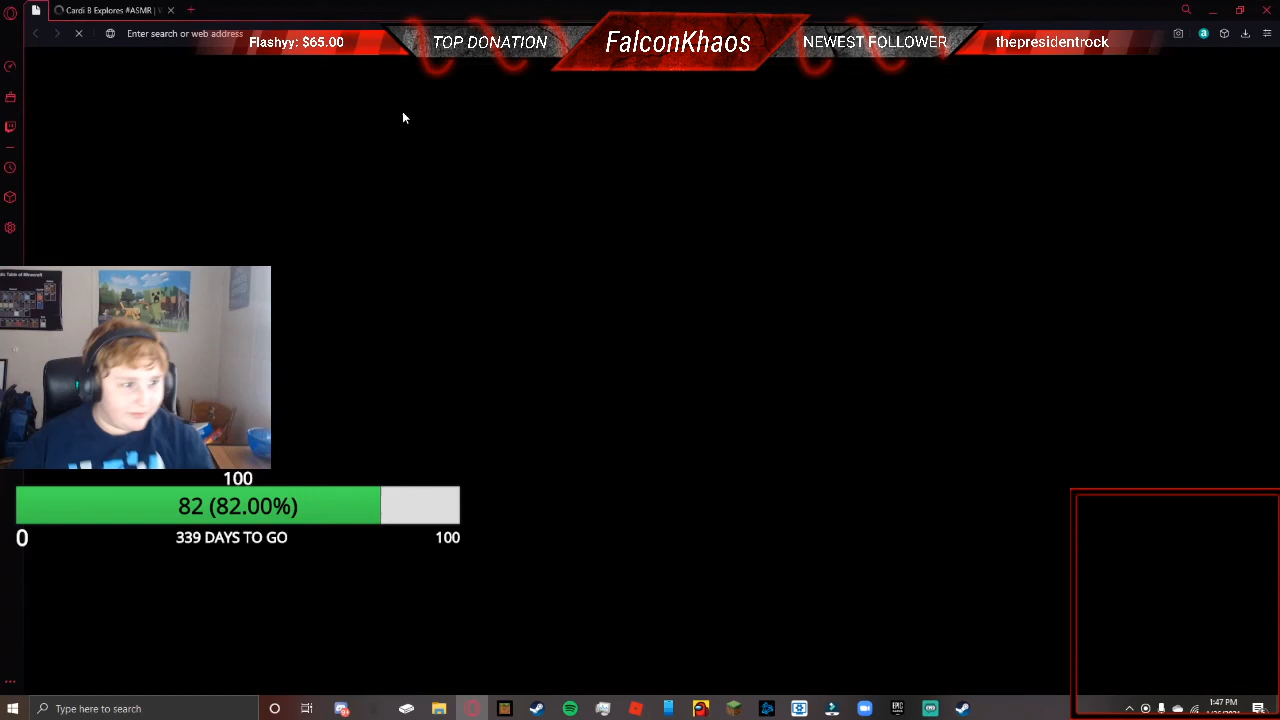 Cardi B Explores #ASMR |
Enter search or web address
Flashyy: $65.00
TOP DONATION
FalconKhaos
NEWEST FOLLOWER
thepresidentrock
100
82 (82.00%)
0
339 DAYS TO GO
100
Type here to search
EPIC
1:47 PM